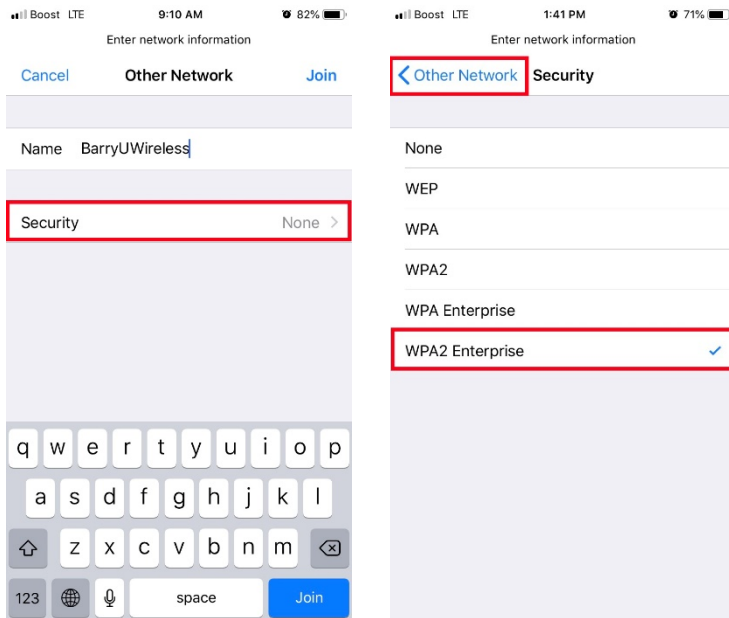 Boost LTE 9:10 AM 82%
Enter network information
Cancel Other Network Join
Name BarryUWireless
Security None
q w e r t y u i o p
a s d f g h j k l
z x c v b n m
123 space Join
Boost LTE 1:41 PM 71%
Enter network information
Other Network Security
None
WEP
WPA
WPA2
WPA Enterprise
WPA2 Enterprise